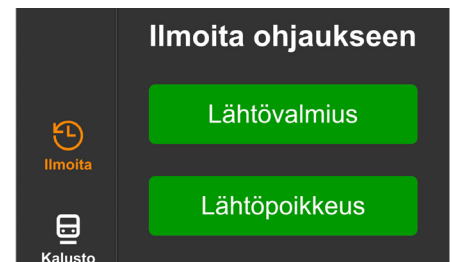 Ilmoita ohjaukseen
Lähtövalmius
Ilmoita
Lähtöpoikkeus
Kalusto